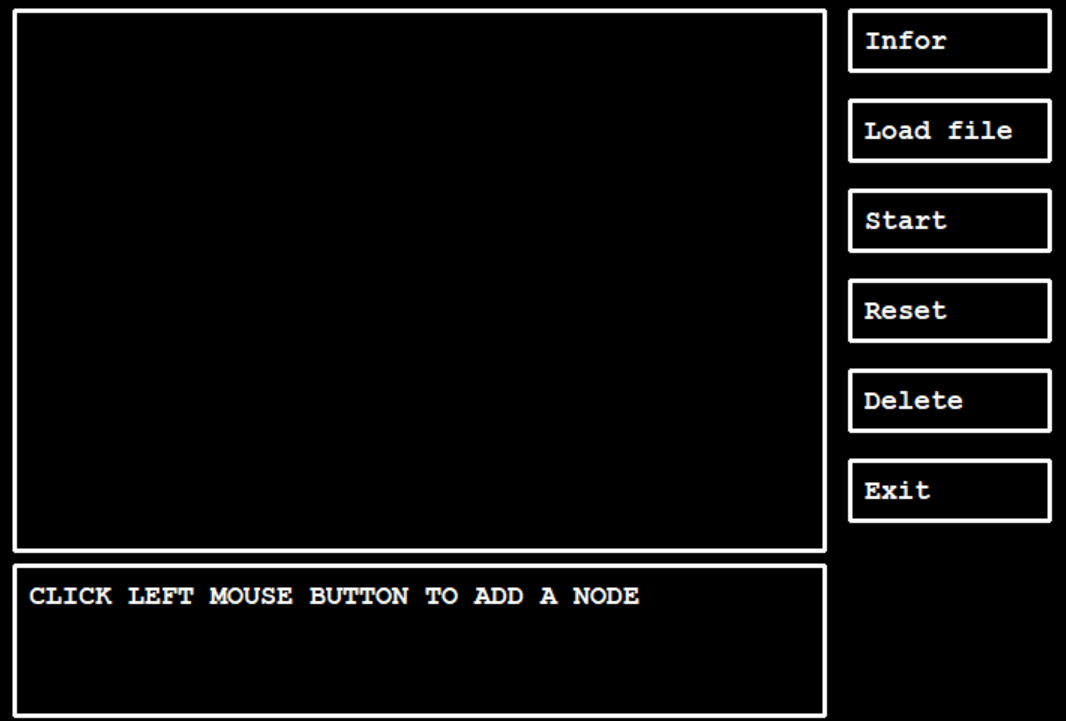 Infor
Load file
Start
Reset
Delete
Exit
CLICK LEFT MOUSE BUTTON TO ADD A NODE